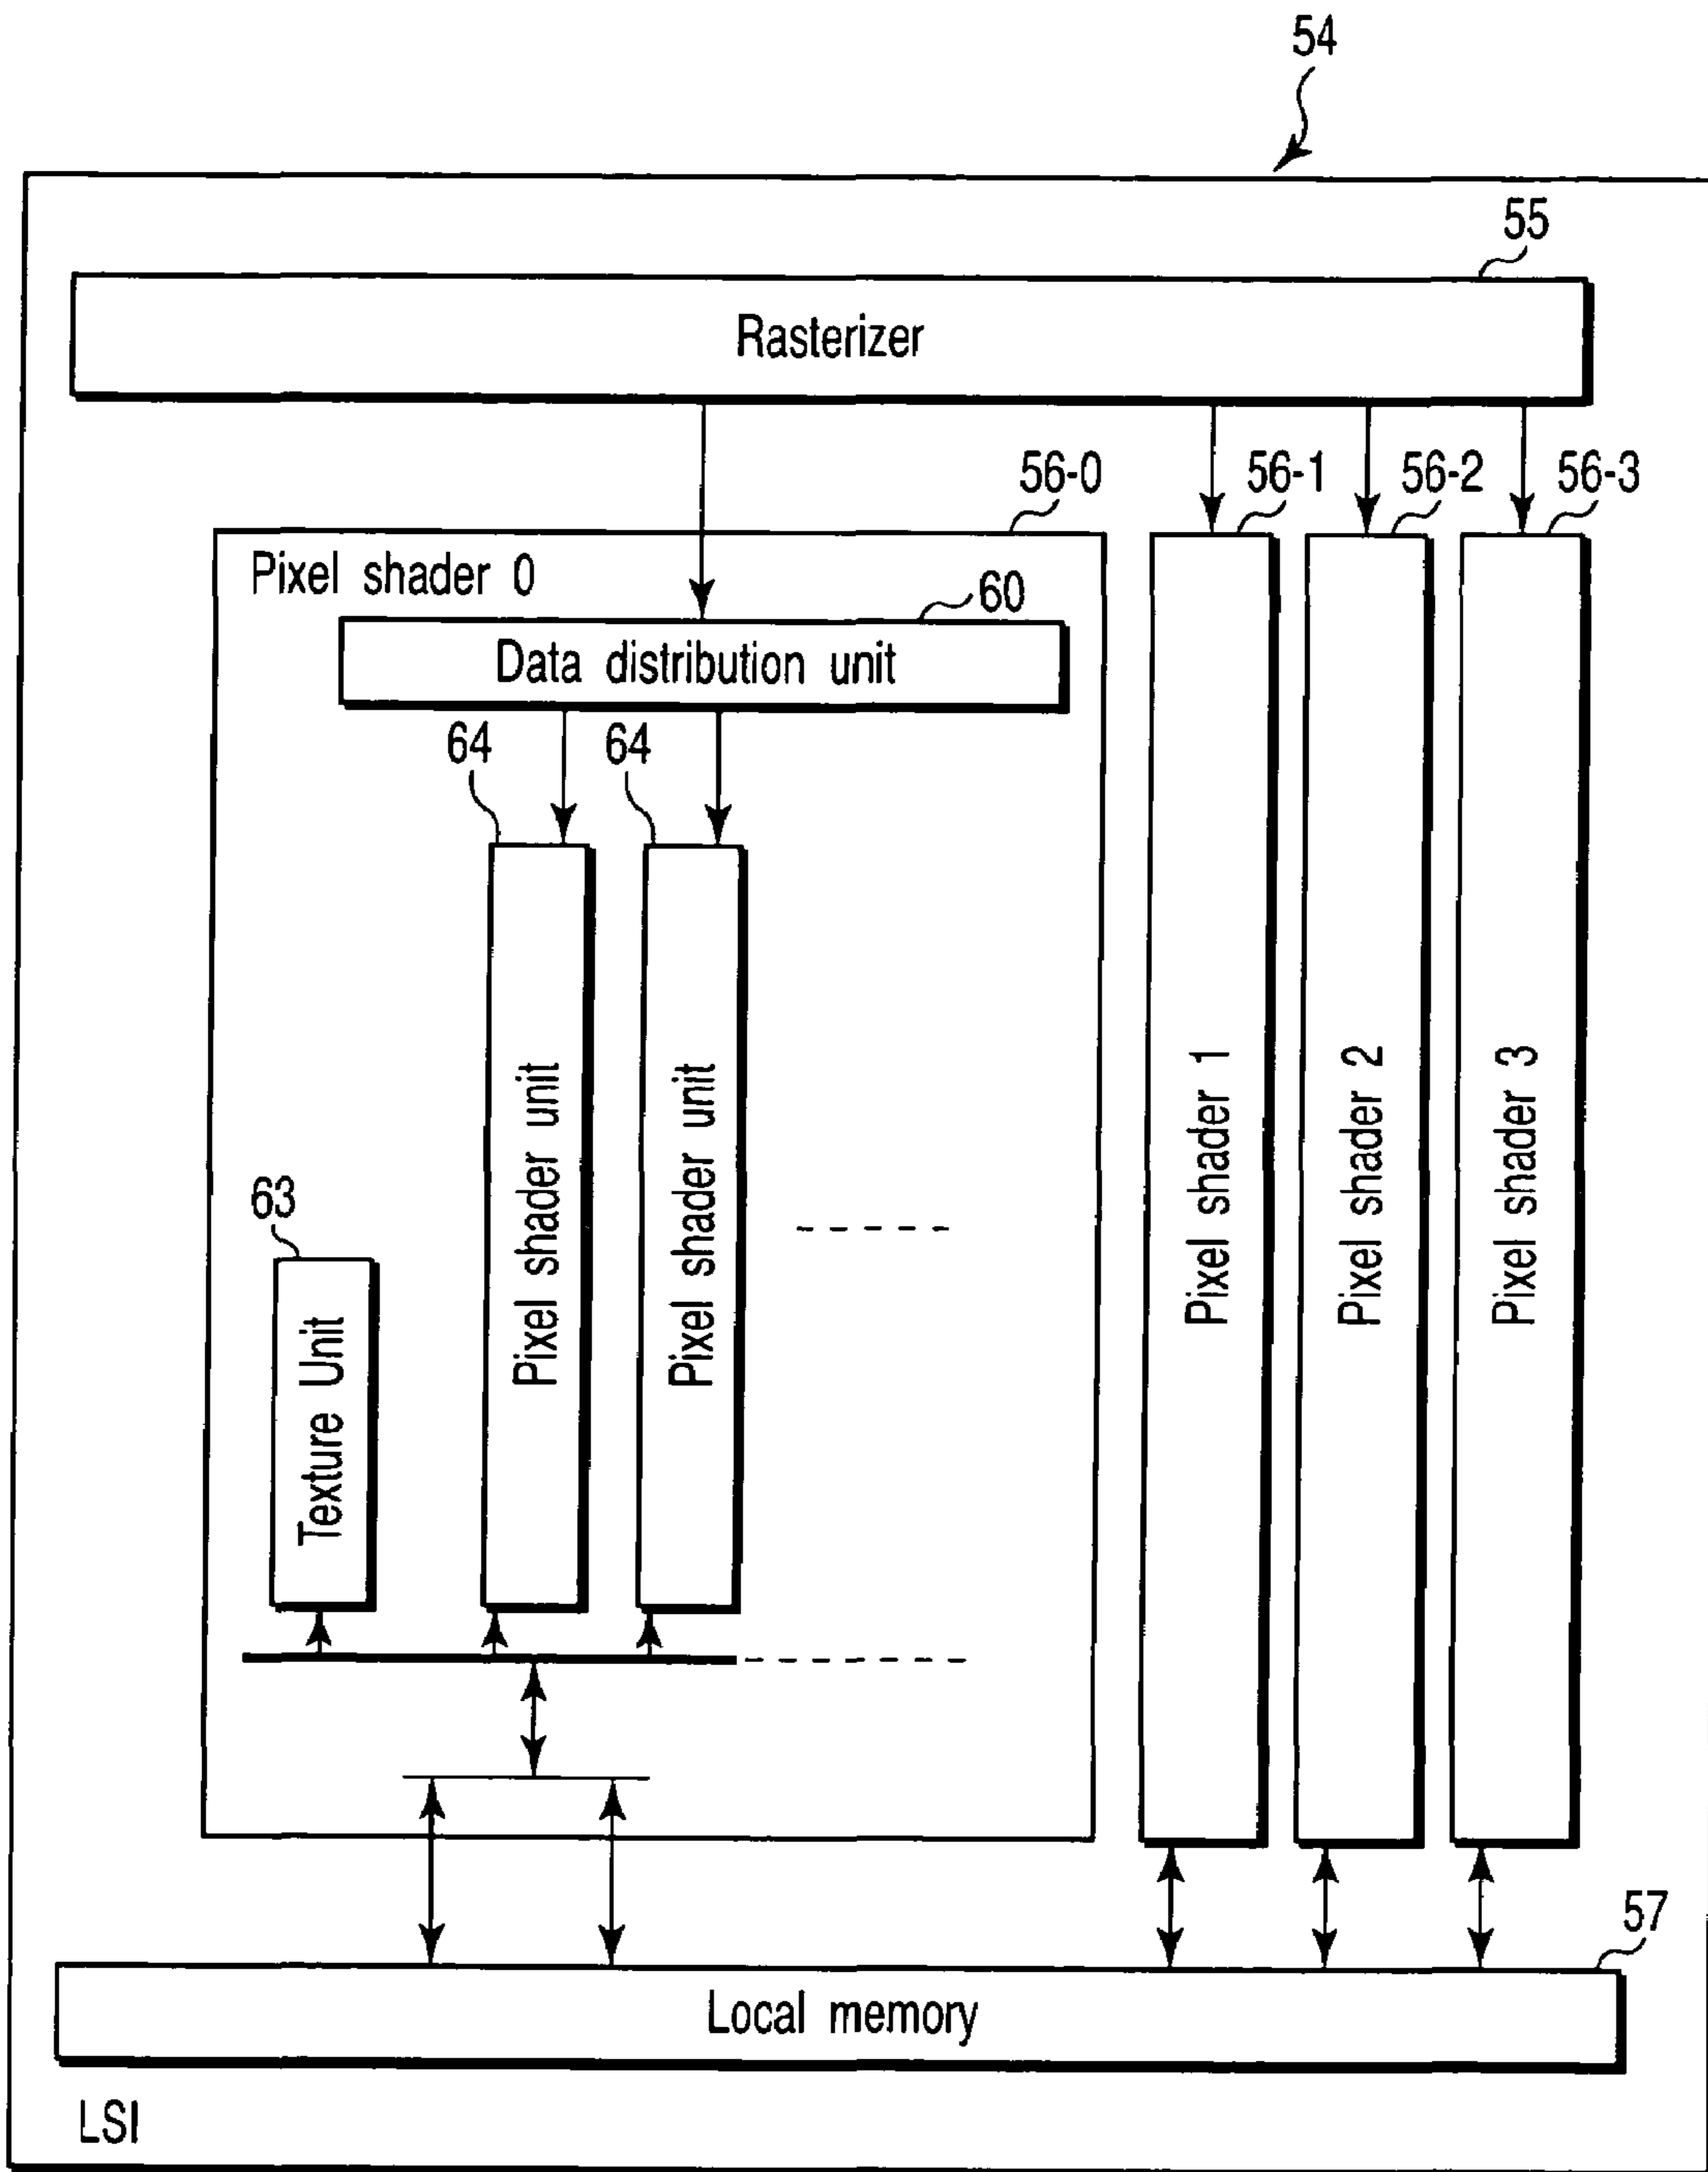 54
55
Rasterizer
56-0
56-1
56-2
56-3
Pixel shader 0
60
Data distribution unit
64
64
Pixel shader unit
Pixel shader unit
63
Texture Unit
Pixel shader 1
Pixel shader 2
Pixel shader 3
57
Local memory
LSI